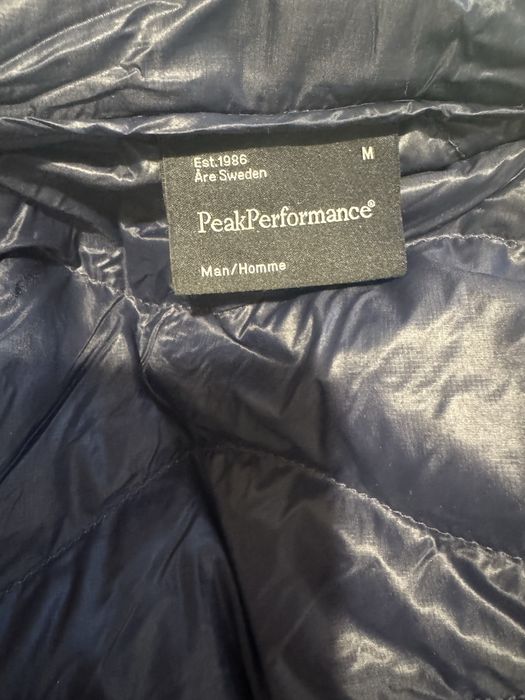 Est.1986 M
Åre Sweden
PeakPerformance®
Man/Homme